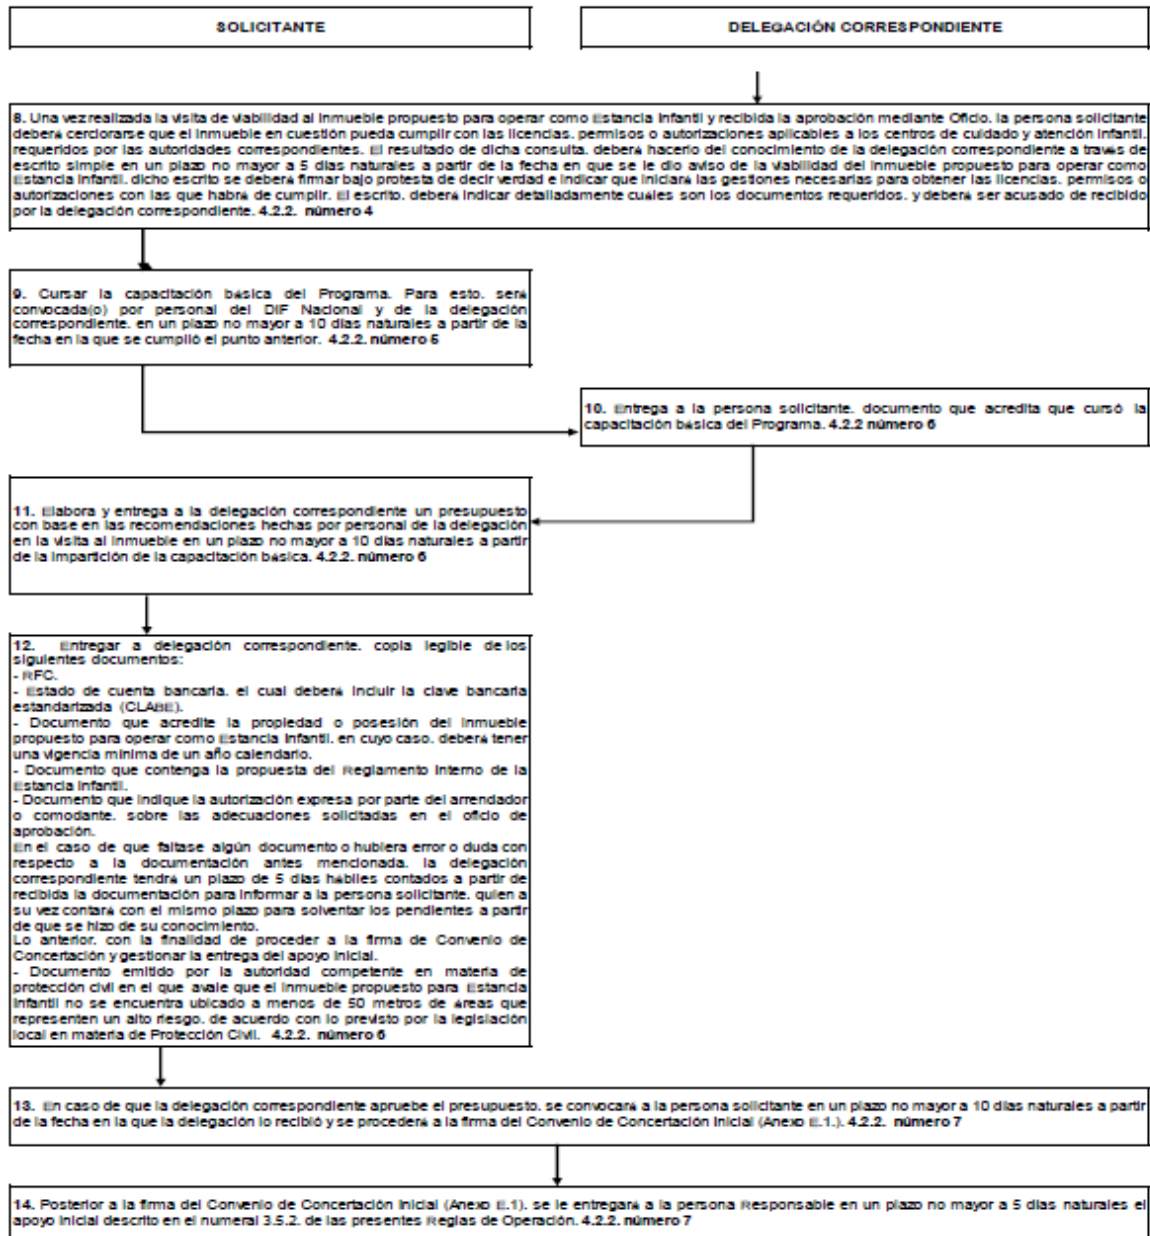 SOLICITANTE
DELEGACIÓN CORRESPONDIENTE
8. Una vez realizada la visita de viabilidad al inmueble propuesto para operar como Estancia Infantil y recibida la aprobación mediante Oficio, la persona solicitante
deberá cerciorarse que el inmueble en cuestión pueda cumplir con las licencias, permisos o autorizaciones aplicables a los centros de cuidado y atención infantil,
requeridos por las autoridades correspondientes. El resultado de dicha consulta, deberá hacerlo del conocimiento de la delegación correspondiente a través de
escrito simple en un plazo no mayor a 5 días naturales a partir de la fecha en que se le dio aviso de la viabilidad del inmueble propuesto para operar como
Estancia Infantil, dicho escrito se deberá firmar bajo protesta de decir verdad e indicar que iniciará las gestiones necesarias para obtener las licencias, permisos o
autorizaciones con las que habrá de cumplir. El escrito, deberá indicar detalladamente cuáles son los documentos requeridos, y deberá ser acusado de recibido
por la delegación correspondiente. 4.2.2. número 4
9. Cursar la capacitación básica del Programa. Para esto, será
convocada(o) por personal del DIF Nacional y de la delegación
correspondiente, en un plazo no mayor a 10 días naturales a partir de la
fecha en la que se cumplió el punto anterior. 4.2.2. número 5
10. Entrega a la persona solicitante, documento que acredita que cursó la
capacitación básica del Programa. 4.2.2 número 6
11. Elabora y entrega a la delegación correspondiente un presupuesto
con base en las recomendaciones hechas por personal de la delegación
en la visita al inmueble en un plazo no mayor a 10 días naturales a partir
de la impartición de la capacitación básica. 4.2.2. número 6
12. Entregar a delegación correspondiente, copia legible de los
siguientes documentos:
- RFC.
- Estado de cuenta bancaria, el cual deberá incluir la clave bancaria
estandarizada (CLABE).
- Documento que acredite la propiedad o posesión del inmueble
propuesto para operar como Estancia Infantil, en cuyo caso, deberá tener
una vigencia mínima de un año calendario.
- Documento que contenga la propuesta del Reglamento Interno de la
Estancia Infantil.
- Documento que indique la autorización expresa por parte del arrendador
o comodante, sobre las adecuaciones solicitadas en el oficio de
aprobación.
En el caso de que faltase algún documento o hubiera error o duda con
respecto a la documentación antes mencionada, la delegación
correspondiente tendrá un plazo de 5 días hábiles contados a partir de
recibida la documentación para informar a la persona solicitante, quien a
su vez contará con el mismo plazo para solventar los pendientes a partir
de que se hizo de su conocimiento.
Lo anterior, con la finalidad de proceder a la firma de Convenio de
Concertación y gestionar la entrega del apoyo inicial.
- Documento emitido por la autoridad competente en materia de
protección civil en el que avale que el inmueble propuesto para Estancia
Infantil no se encuentra ubicado a menos de 50 metros de áreas que
representen un alto riesgo, de acuerdo con lo previsto por la legislación
local en materia de Protección Civil. 4.2.2. número 6
13. En caso de que la delegación correspondiente apruebe el presupuesto, se convocará a la persona solicitante en un plazo no mayor a 10 días naturales a partir
de la fecha en la que la delegación lo recibió y se procederá a la firma del Convenio de Concertación Inicial (Anexo E.1.). 4.2.2. número 7
14. Posterior a la firma del Convenio de Concertación Inicial (Anexo E.1), se le entregará a la persona Responsable en un plazo no mayor a 5 días naturales el
apoyo inicial descrito en el numeral 3.5.2. de las presentes Reglas de Operación. 4.2.2. número 7